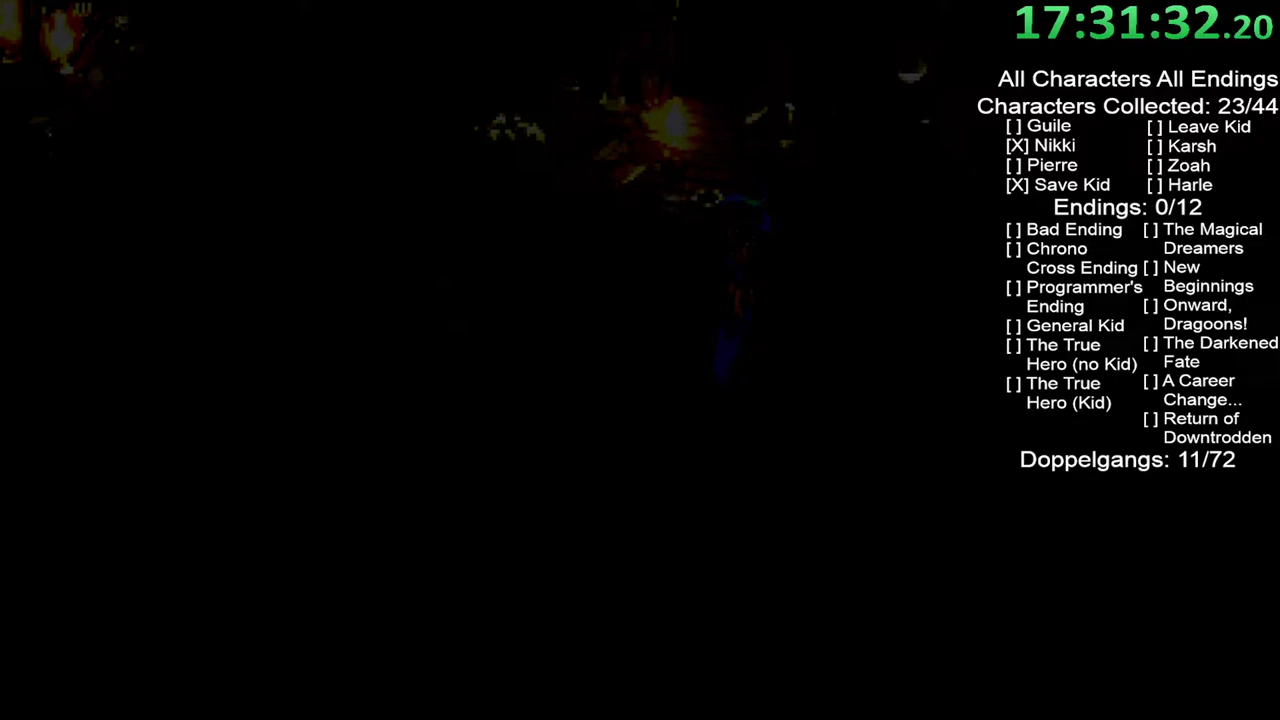 17:31:32.20
All Characters All Endings
Characters Collected: 23/44
[ ] Guile [ ] Leave Kid
[X] Nikki [ ] Karsh
[ ] Pierre [ ] Zoah
[X] Save Kid [ ] Harle
Endings: 0/12
[ ] Bad Ending
[ ] Chrono
Cross Ending
[ ] Programmer's
Ending
[ ] General Kid
[ ] The True
Hero (no Kid)
[ ] The True
Hero (Kid)
[ ] The Magical
Dreamers
[ ] New
Beginnings
[ ] Onward,
Dragoons!
[ ] The Darkened
Fate
[ ] A Career
Change...
[ ] Return of
Downtrodden
Doppelgangs: 11/72